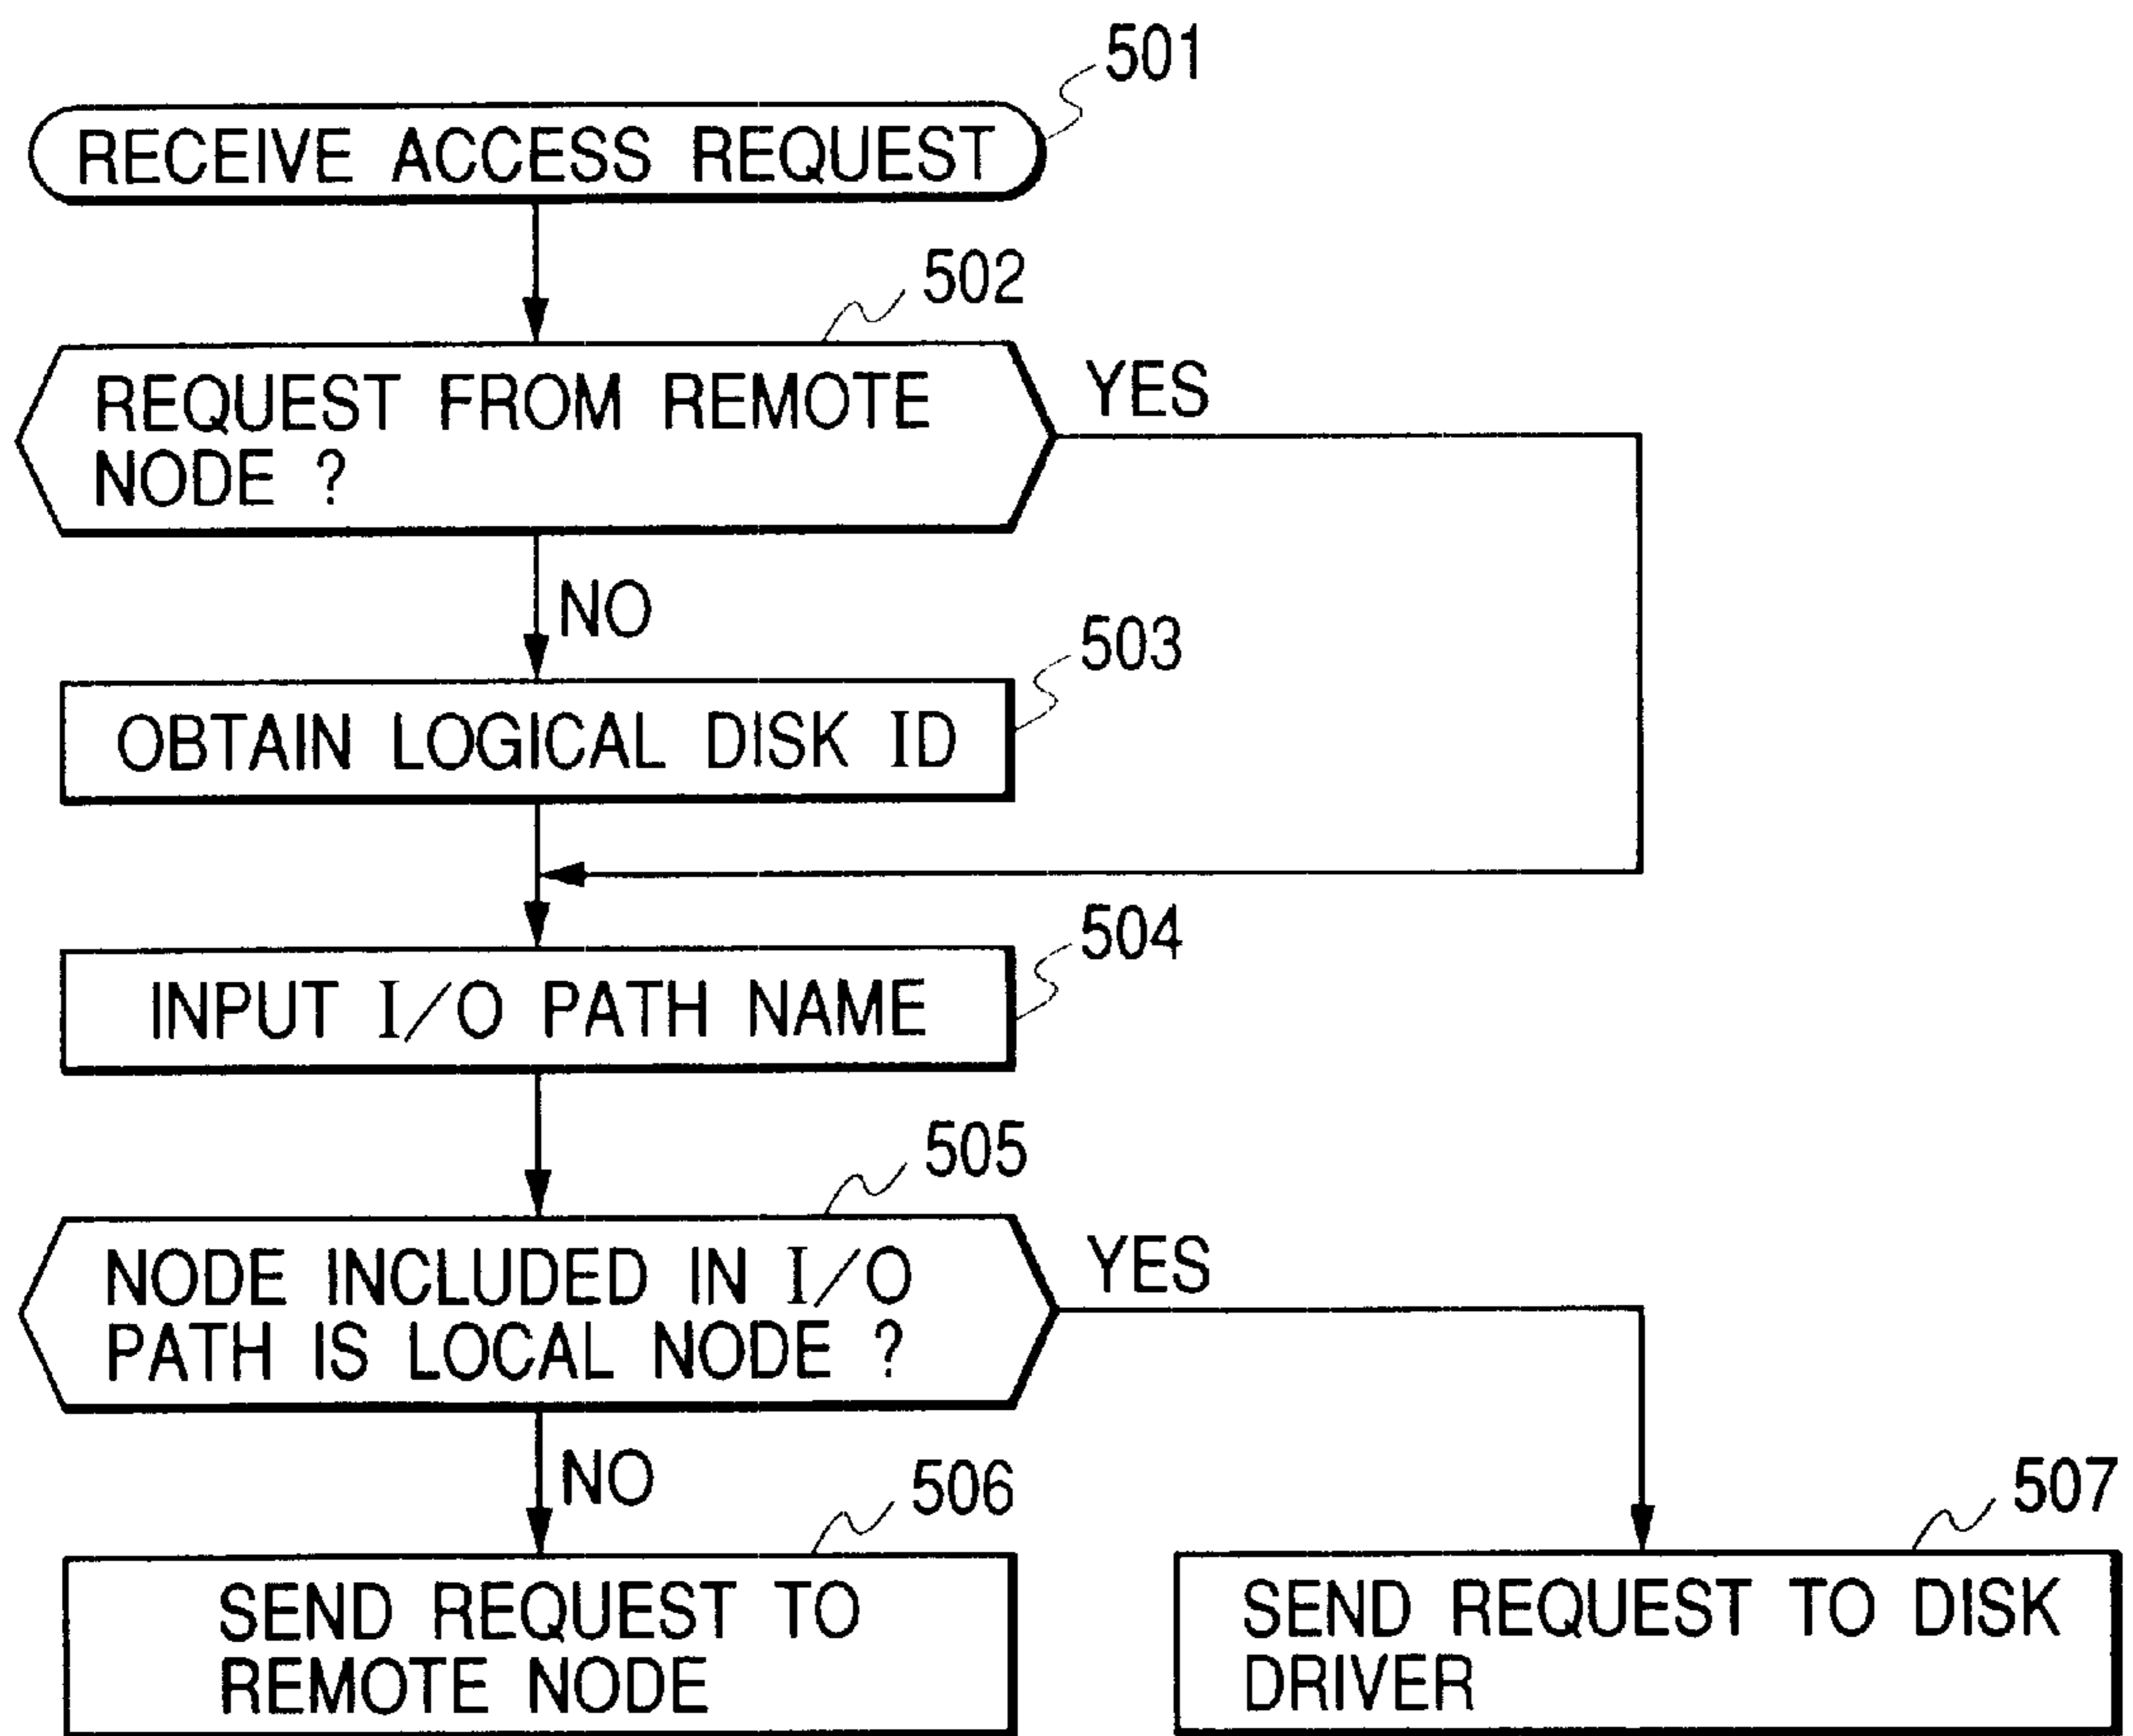 501
RECEIVE ACCESS REQUEST
502
REQUEST FROM REMOTE
NODE ?
YES
NO
503
OBTAIN LOGICAL DISK ID
504
INPUT I/O PATH NAME
505
NODE INCLUDED IN I/O
PATH IS LOCAL NODE ?
YES
NO
506
SEND REQUEST TO
REMOTE NODE
507
SEND REQUEST TO DISK
DRIVER